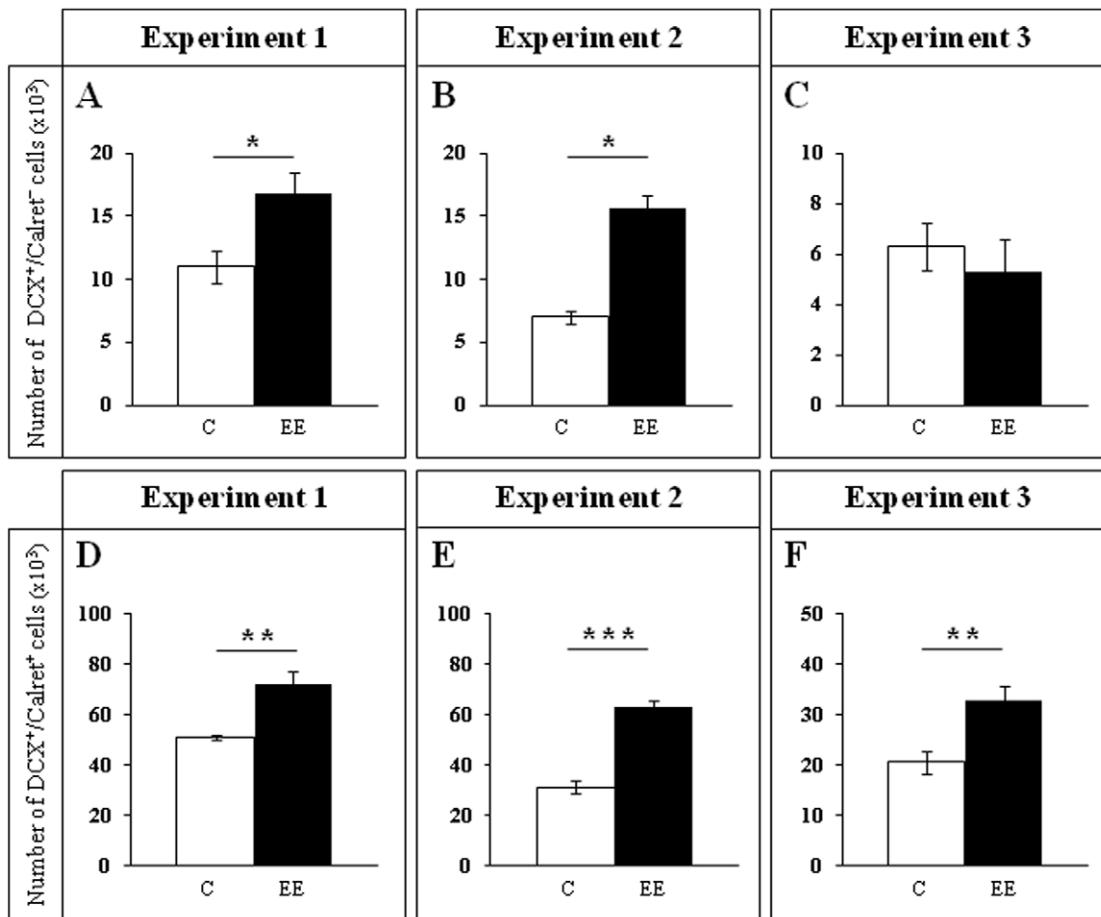 Experiment 1
Experiment 2
Experiment 3
Number of DCX⁺/Calret⁻ cells (x10³)
A
*
20
15
10
5
0
C EE
B
*
20
15
10
5
0
C EE
C
10
8
6
4
2
0
C EE
Experiment 1
Experiment 2
Experiment 3
Number of DCX⁺/Calret⁺ cells (x10³)
D
**
100
80
60
40
20
0
C EE
E
***
100
80
60
40
20
0
C EE
F
**
50
40
30
20
10
0
C EE